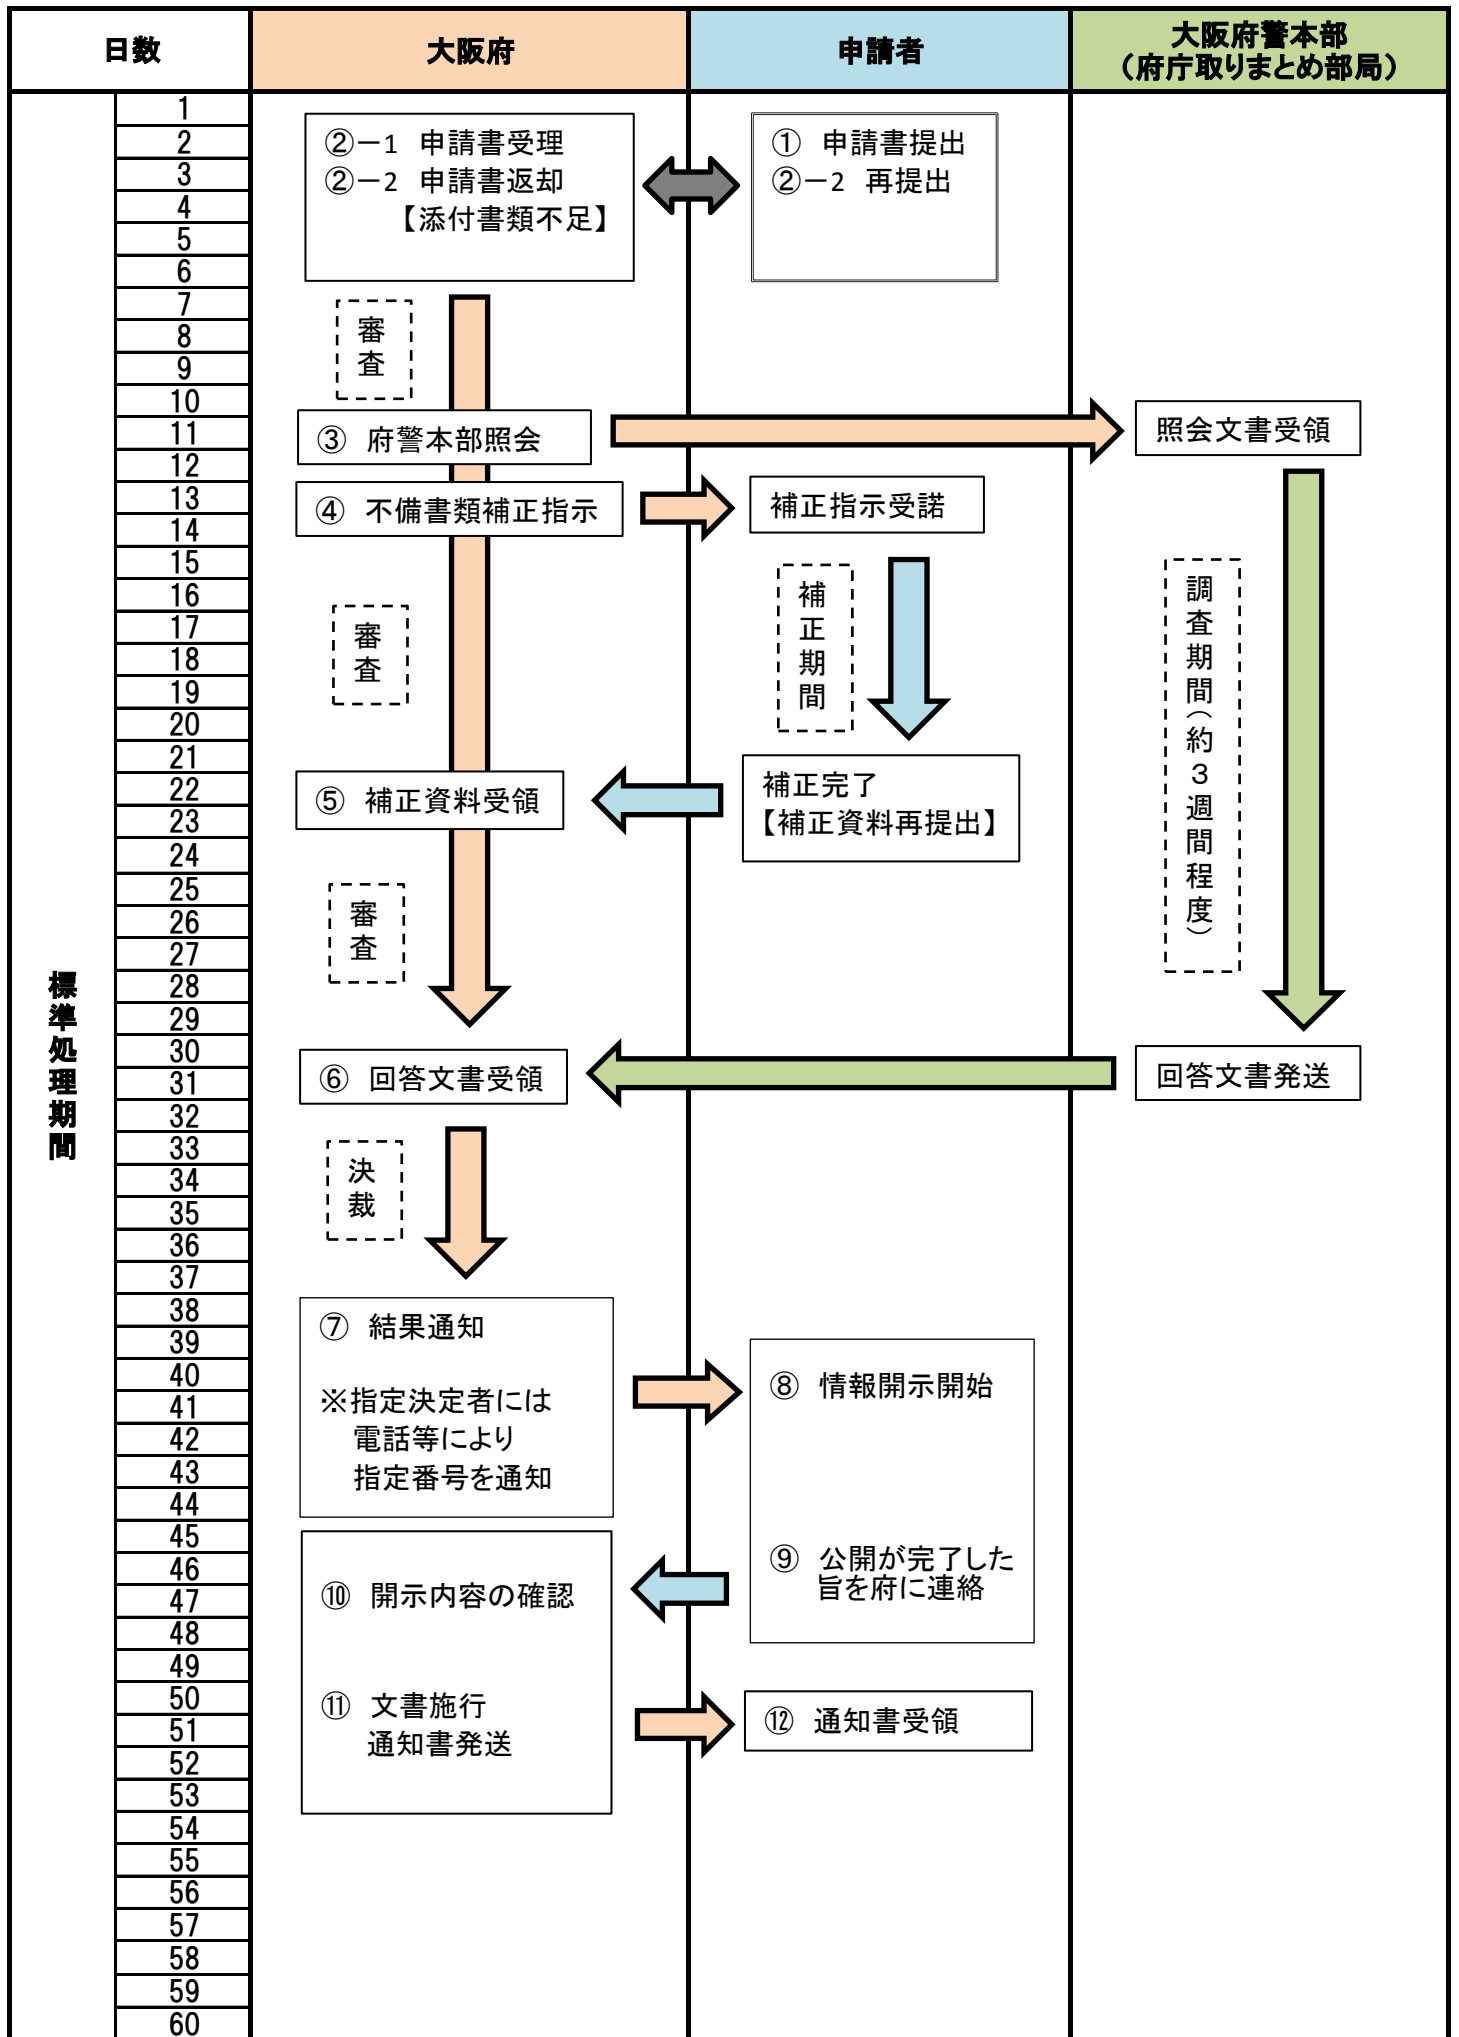 日数
大阪府
申請者
大阪府警本部
（府庁取りまとめ部局）
標準処理期間
1
2
3
4
5
6
7
8
9
10
11
12
13
14
15
16
17
18
19
20
21
22
23
24
25
26
27
28
29
30
31
32
33
34
35
36
37
38
39
40
41
42
43
44
45
46
47
48
49
50
51
52
53
54
55
56
57
58
59
60
②－1 申請書受理
②－2 申請書返却
【添付書類不足】
① 申請書提出
②－2 再提出
審査
③ 府警本部照会
照会文書受領
④ 不備書類補正指示
補正指示受諾
審査
補正期間
調査期間（約３週間程度）
⑤ 補正資料受領
補正完了
【補正資料再提出】
審査
⑥ 回答文書受領
回答文書発送
決裁
⑦ 結果通知
※指定決定者には
電話等により
指定番号を通知
⑧ 情報開示開始
⑨ 公開が完了した
旨を府に連絡
⑩ 開示内容の確認
⑪ 文書施行
通知書発送
⑫ 通知書受領